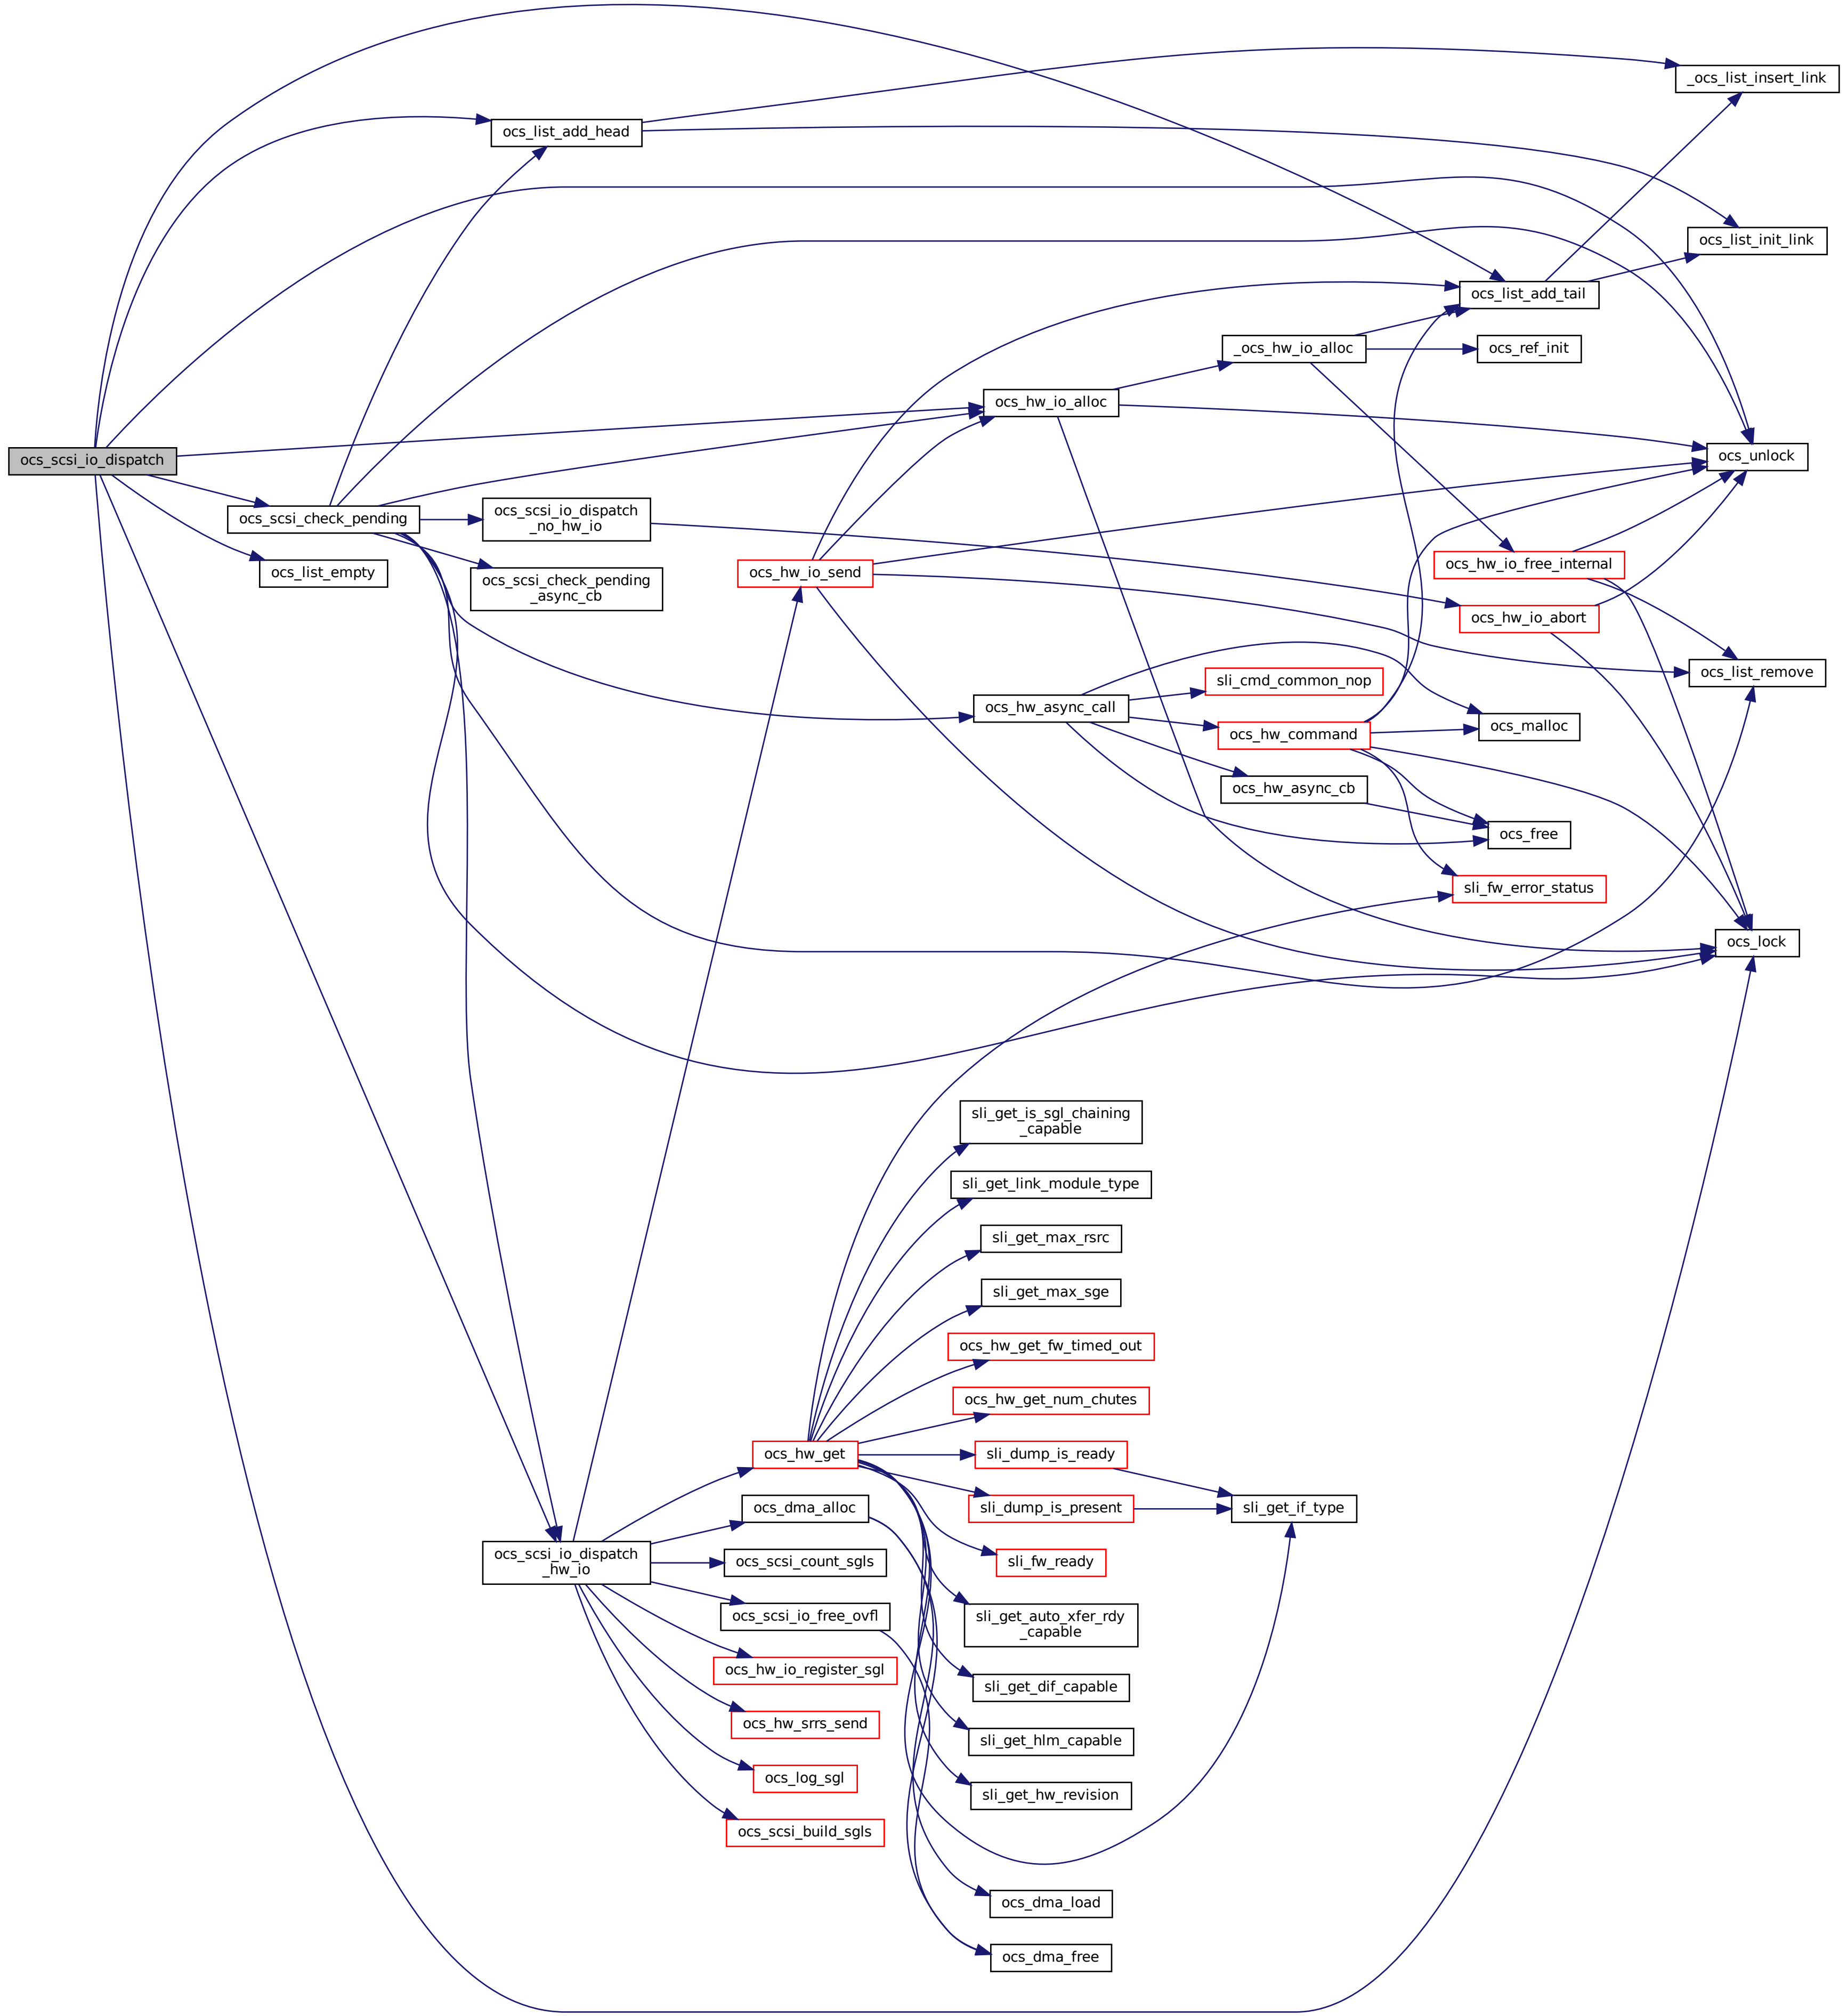 _ocs_list_insert_link
ocs_list_add_head
ocs_list_init_link
ocs_list_add_tail
_ocs_hw_io_alloc
ocs_ref_init
ocs_hw_io_alloc
ocs_scsi_io_dispatch
ocs_unlock
ocs_scsi_check_pending
ocs_scsi_io_dispatch
_no_hw_io
ocs_list_empty
ocs_scsi_check_pending
_async_cb
ocs_hw_io_send
ocs_hw_io_free_internal
ocs_hw_io_abort
ocs_list_remove
sli_cmd_common_nop
ocs_hw_async_call
ocs_malloc
ocs_hw_command
ocs_hw_async_cb
ocs_free
sli_fw_error_status
ocs_lock
sli_get_is_sgl_chaining
_capable
sli_get_link_module_type
sli_get_max_rsrc
sli_get_max_sge
ocs_hw_get_fw_timed_out
ocs_hw_get_num_chutes
ocs_hw_get
sli_dump_is_ready
sli_dump_is_present
sli_get_if_type
ocs_dma_alloc
ocs_scsi_io_dispatch
_hw_io
ocs_scsi_count_sgls
sli_fw_ready
ocs_scsi_io_free_ovfl
sli_get_auto_xfer_rdy
_capable
ocs_hw_io_register_sgl
sli_get_dif_capable
ocs_hw_srrs_send
sli_get_hlm_capable
ocs_log_sgl
sli_get_hw_revision
ocs_scsi_build_sgls
ocs_dma_load
ocs_dma_free